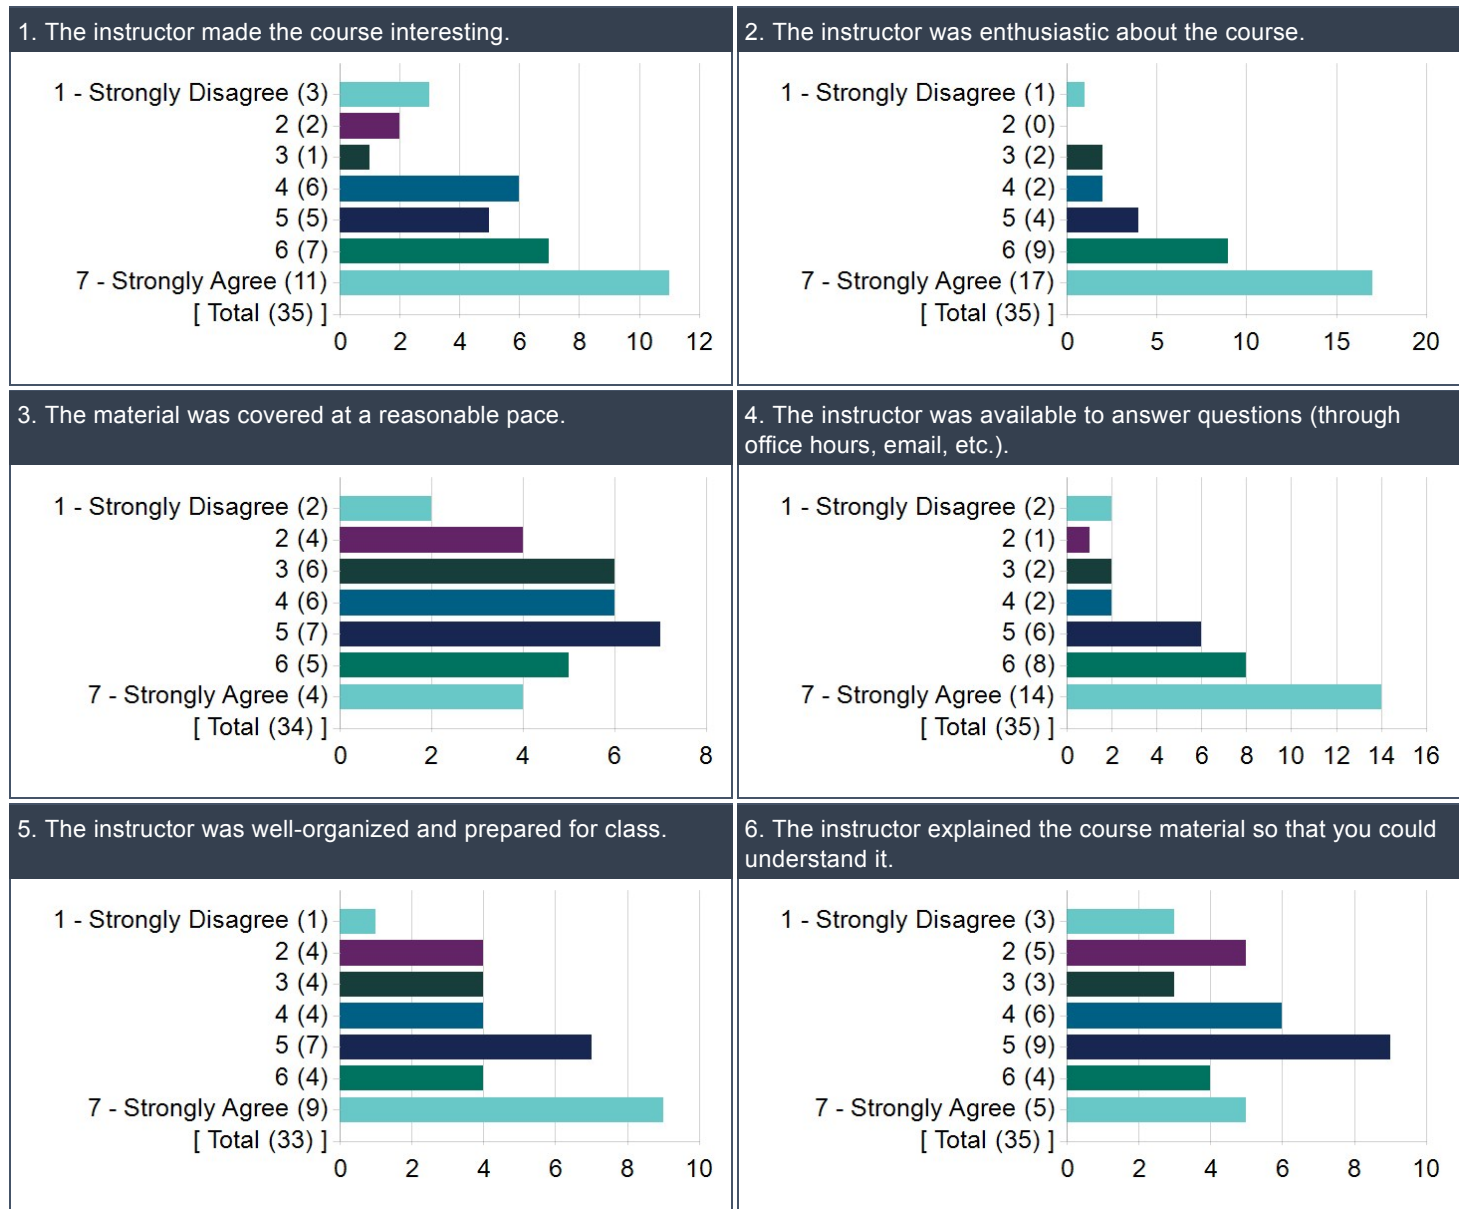 1. The instructor made the course interesting.
1 - Strongly Disagree (3)
2 (2)
3 (1)
4 (6)
5 (5)
6 (7)
7 - Strongly Agree (11)
[ Total (35) ]
0 2 4 6 8 10 12
2. The instructor was enthusiastic about the course.
1 - Strongly Disagree (1)
2 (0)
3 (2)
4 (2)
5 (4)
6 (9)
7 - Strongly Agree (17)
[ Total (35) ]
0 5 10 15 20
3. The material was covered at a reasonable pace.
1 - Strongly Disagree (2)
2 (4)
3 (6)
4 (6)
5 (7)
6 (5)
7 - Strongly Agree (4)
[ Total (34) ]
0 2 4 6 8
4. The instructor was available to answer questions (through
office hours, email, etc.).
1 - Strongly Disagree (2)
2 (1)
3 (2)
4 (2)
5 (6)
6 (8)
7 - Strongly Agree (14)
[ Total (35) ]
0 2 4 6 8 10 12 14 16
5. The instructor was well-organized and prepared for class.
1 - Strongly Disagree (1)
2 (4)
3 (4)
4 (4)
5 (7)
6 (4)
7 - Strongly Agree (9)
[ Total (33) ]
0 2 4 6 8 10
6. The instructor explained the course material so that you could
understand it.
1 - Strongly Disagree (3)
2 (5)
3 (3)
4 (6)
5 (9)
6 (4)
7 - Strongly Agree (5)
[ Total (35) ]
0 2 4 6 8 10